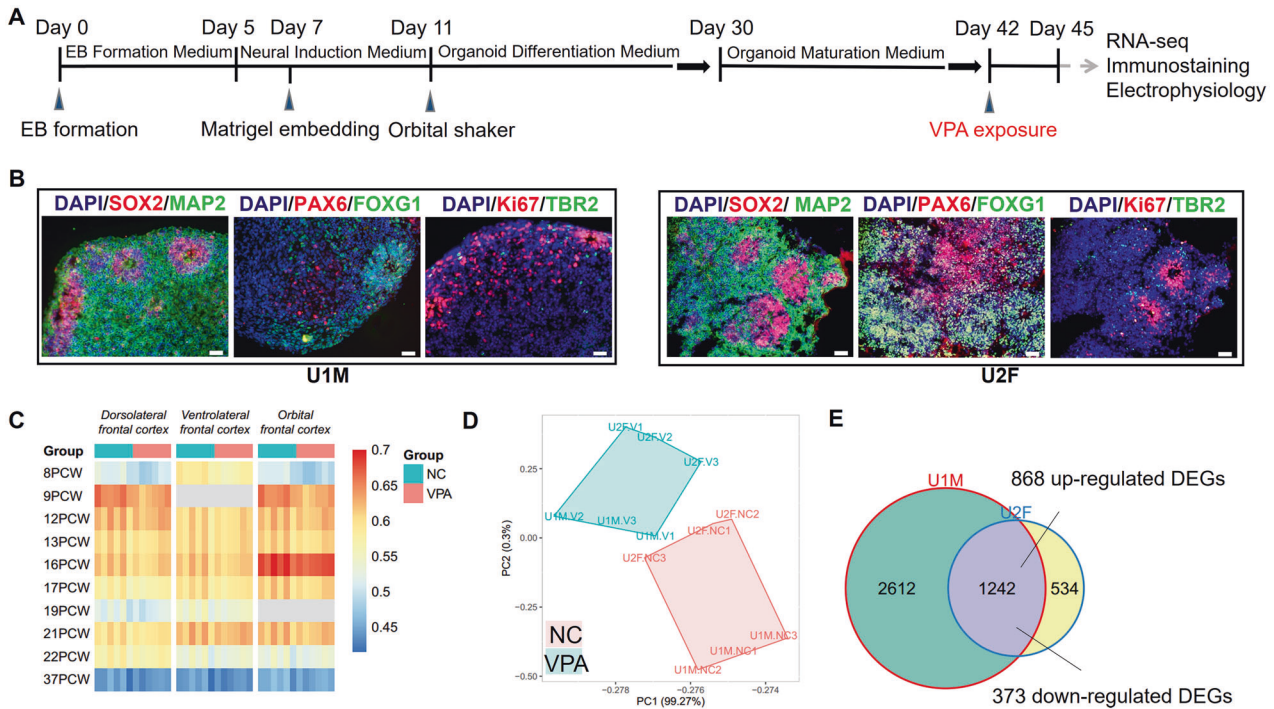 A
Day 0
Day 5
Day 7
Day 11
Day 30
Day 42
Day 45
EB Formation Medium
Neural Induction Medium
Organoid Differentiation Medium
Organoid Maturation Medium
RNA-seq
Immunostaining
Electrophysiology
EB formation
Matrigel embedding
Orbital shaker
VPA exposure
B
DAPI/SOX2/MAP2
DAPI/PAX6/FOXG1
DAPI/Ki67/TBR2
U1M
DAPI/SOX2/ MAP2
DAPI/PAX6/FOXG1
DAPI/Ki67/TBR2
U2F
C
Dorsolateral
frontal cortex
Ventrolateral
frontal cortex
Orbital
frontal cortex
Group
8PCW
9PCW
12PCW
13PCW
16PCW
17PCW
19PCW
21PCW
22PCW
37PCW
0.7
0.65
0.6
0.55
0.5
0.45
Group
NC
VPA
D
PC2 (0.3%)
0.25
0.00
−0.25
−0.50
U2F.V1
U2F.V2
U2F.V3
U1M.V2
U1M.V3
U1M.V1
U2F.NC2
U2F.NC1
U2F.NC3
U1M.NC3
U1M.NC1
U1M.NC2
NC
VPA
−0.278
−0.276
−0.274
PC1 (99.27%)
E
U1M
U2F
868 up-regulated DEGs
2612
1242
534
373 down-regulated DEGs